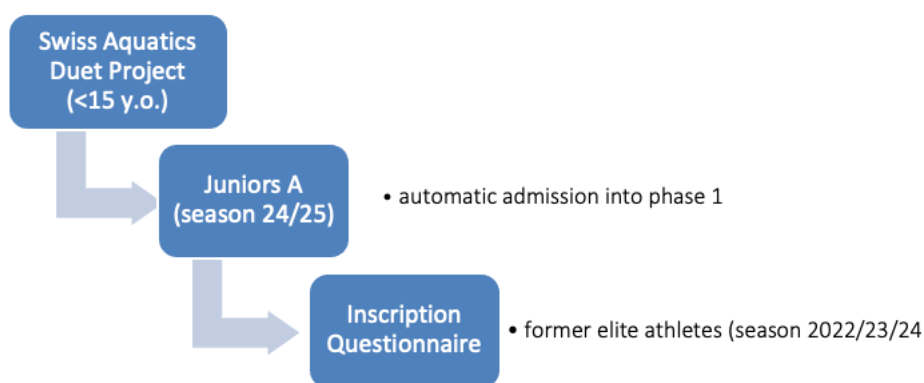 Swiss Aquatics
Duet Project
(<15 y.o.)
Juniors A
(season 24/25)
• automatic admission into phase 1
Inscription
Questionnaire
• former elite athletes (season 2022/23/24